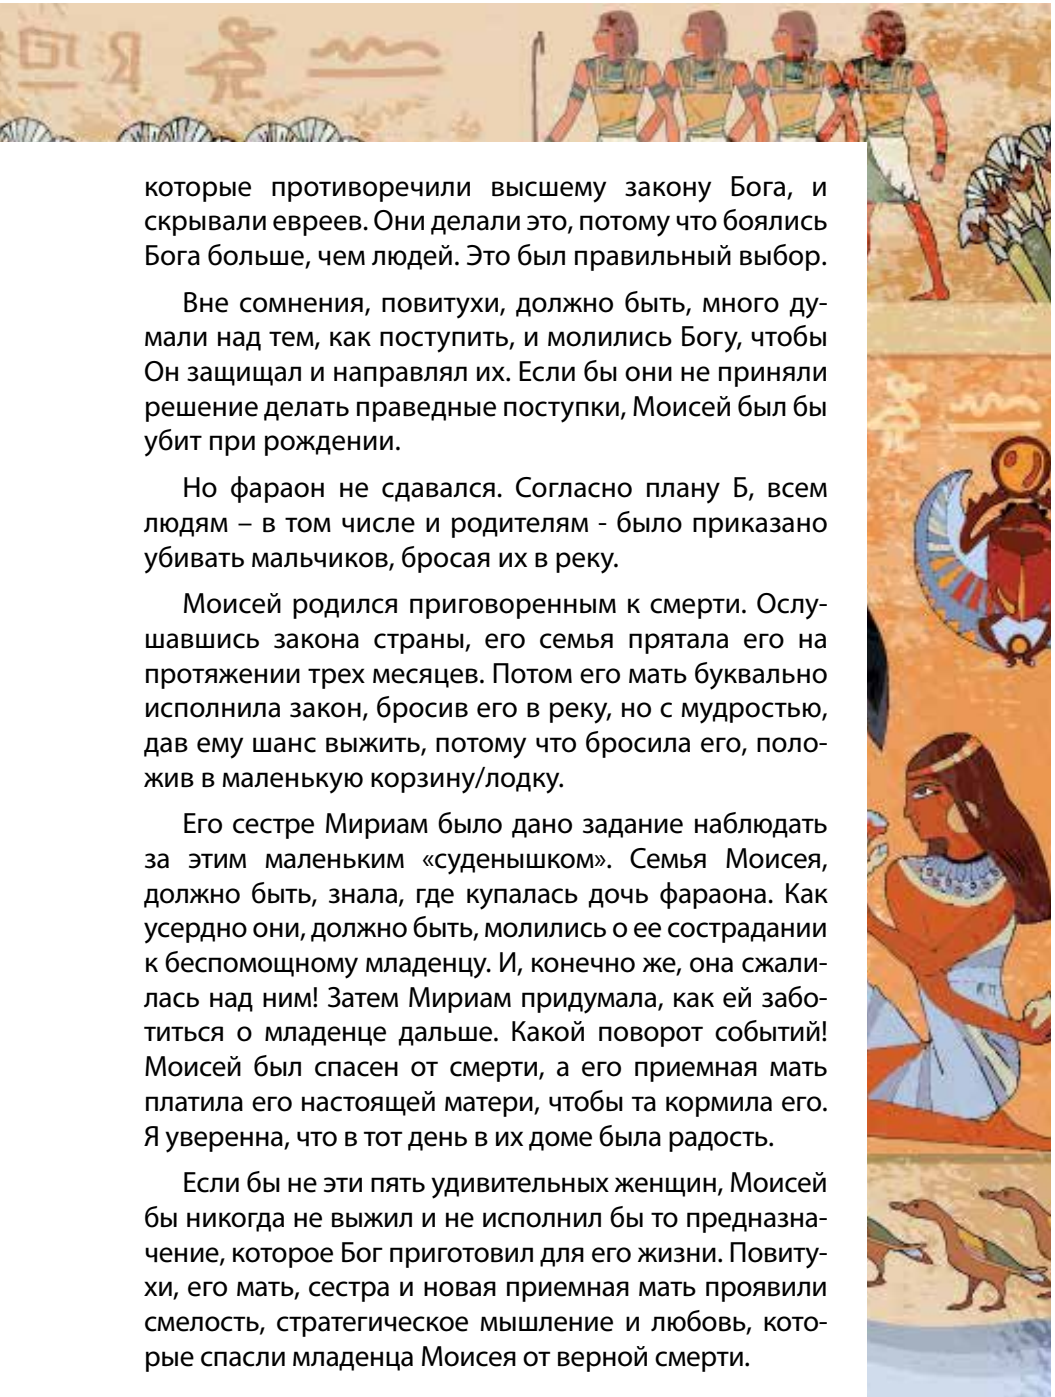 которые противоречили высшему закону Бога, и
скрывали евреев. Они делали это, потому что боялись
Бога больше, чем людей. Это был правильный выбор.
Вне сомнения, повитухи, должно быть, много ду-
мали над тем, как поступить, и молились Богу, чтобы
Он защищал и направлял их. Если бы они не приняли
решение делать праведные поступки, Моисей был бы
убит при рождении.
Но фараон не сдавался. Согласно плану Б, всем
людям – в том числе и родителям - было приказано
убивать мальчиков, бросая их в реку.
Моисей родился приговоренным к смерти. Ослу-
шавшись закона страны, его семья прятала его на
протяжении трех месяцев. Потом его мать буквально
исполнила закон, бросив его в реку, но с мудростью,
дав ему шанс выжить, потому что бросила его, поло-
жив в маленькую корзину/лодку.
Его сестре Мириам было дано задание наблюдать
за этим маленьким «суденышком». Семья Моисея,
должно быть, знала, где купалась дочь фараона. Как
усердно они, должно быть, молились о ее сострадании
к беспомощному младенцу. И, конечно же, она сжали-
лась над ним! Затем Мириам придумала, как ей забо-
титься о младенце дальше. Какой поворот событий!
Моисей был спасен от смерти, а его приемная мать
платила его настоящей матери, чтобы та кормила его.
Я уверенна, что в тот день в их доме была радость.
Если бы не эти пять удивительных женщин, Моисей
бы никогда не выжил и не исполнил бы то предназна-
чение, которое Бог приготовил для его жизни. Повиту-
хи, его мать, сестра и новая приемная мать проявили
смелость, стратегическое мышление и любовь, кото-
рые спасли младенца Моисея от верной смерти.